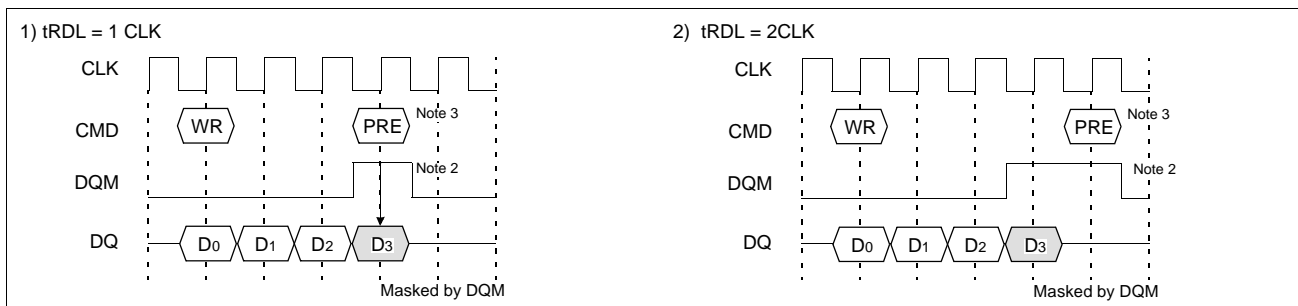 1) tRDL = 1 CLK
CLK
CMD WR PRE Note 3
DQM Note 2
DQ D0 D1 D2 D3
Masked by DQM
2) tRDL = 2CLK
CLK
CMD WR PRE Note 3
DQM Note 2
DQ D0 D1 D2 D3
Masked by DQM